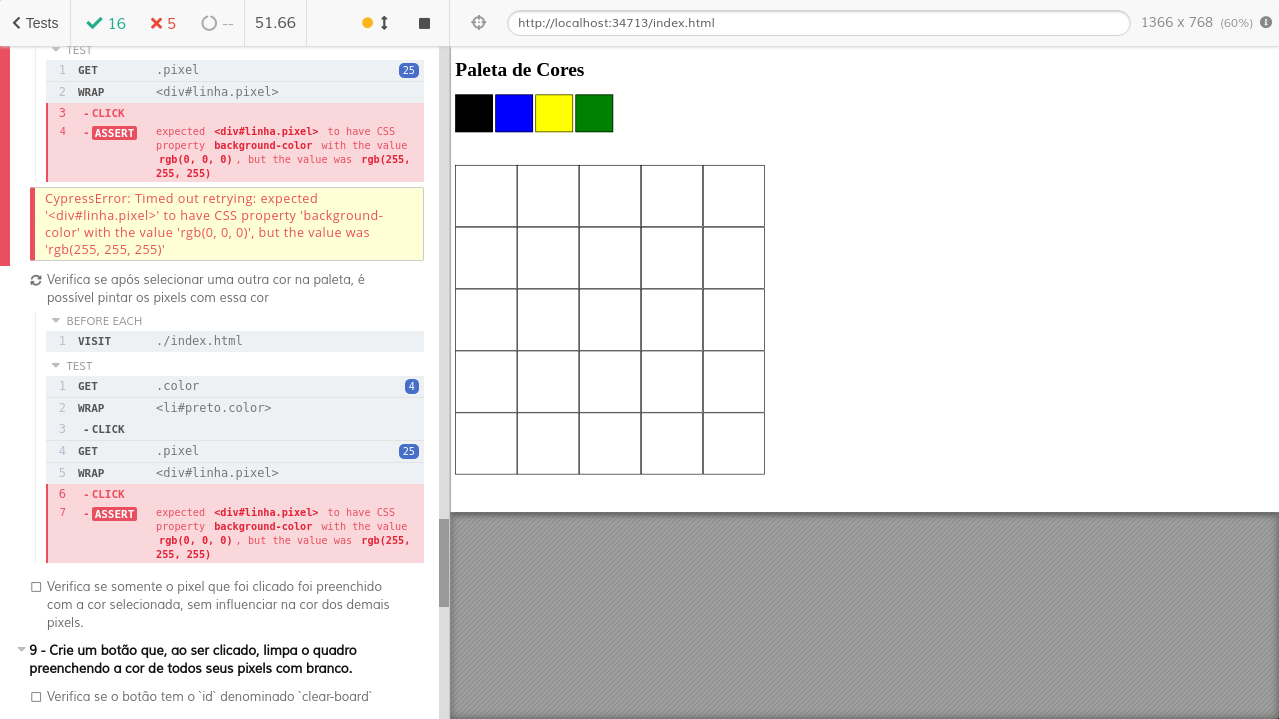 Tests 16 5 -- 51.66 http://localhost:34713/index.html 1366 x 768 (60%)
TEST
1 GET .pixel 25
2 WRAP <div#linha.pixel>
3 - CLICK
4 - ASSERT expected <div#linha.pixel> to have CSS
property background-color with the value
rgb(0, 0, 0) , but the value was rgb(255,
255, 255)
CypressError: Timed out retrying: expected
'<div#linha.pixel>' to have CSS property 'background-
color' with the value 'rgb(0, 0, 0)', but the value was
'rgb(255, 255, 255)'
Verifica se após selecionar uma outra cor na paleta, é
possível pintar os pixels com essa cor
BEFORE EACH
1 VISIT ./index.html
TEST
1 GET .color 4
2 WRAP <li#preto.color>
3 - CLICK
4 GET .pixel 25
5 WRAP <div#linha.pixel>
6 - CLICK
7 - ASSERT expected <div#linha.pixel> to have CSS
property background-color with the value
rgb(0, 0, 0) , but the value was rgb(255,
255, 255)
Verifica se somente o pixel que foi clicado foi preenchido
com a cor selecionada, sem influenciar na cor dos demais
pixels.
9 - Crie um botão que, ao ser clicado, limpa o quadro
preenchendo a cor de todos seus pixels com branco.
Verifica se o botão tem o `id` denominado `clear-board`
Paleta de Cores